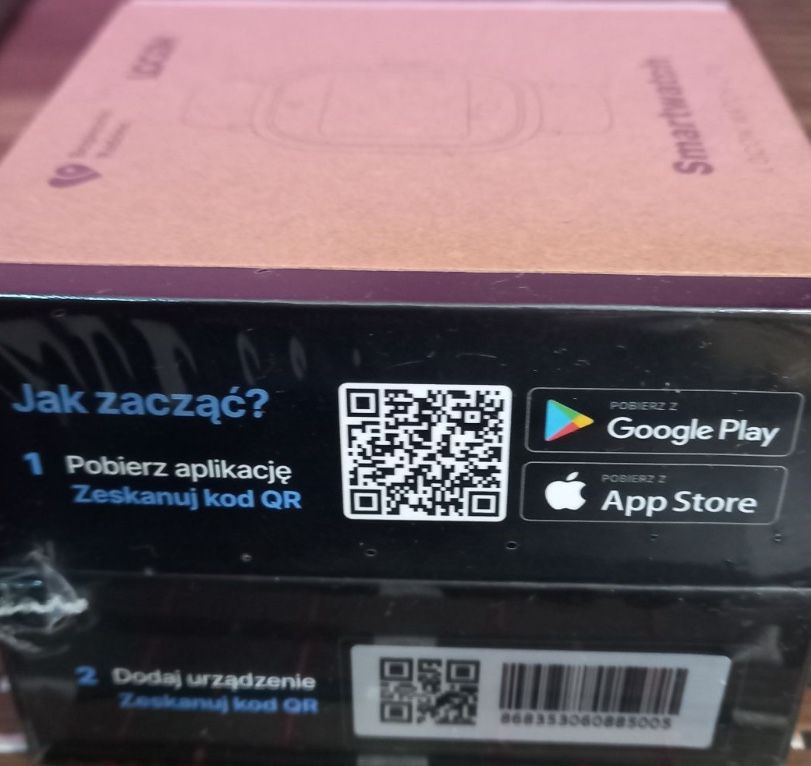 Smartwatch
Jak zacząć?
1 Pobierz aplikację
Zeskanuj kod QR
POBIERZ Z
Google Play
POBIERZ Z
App Store
2 Dodaj urządzenie
Zeskanuj kod QR
868353060885005